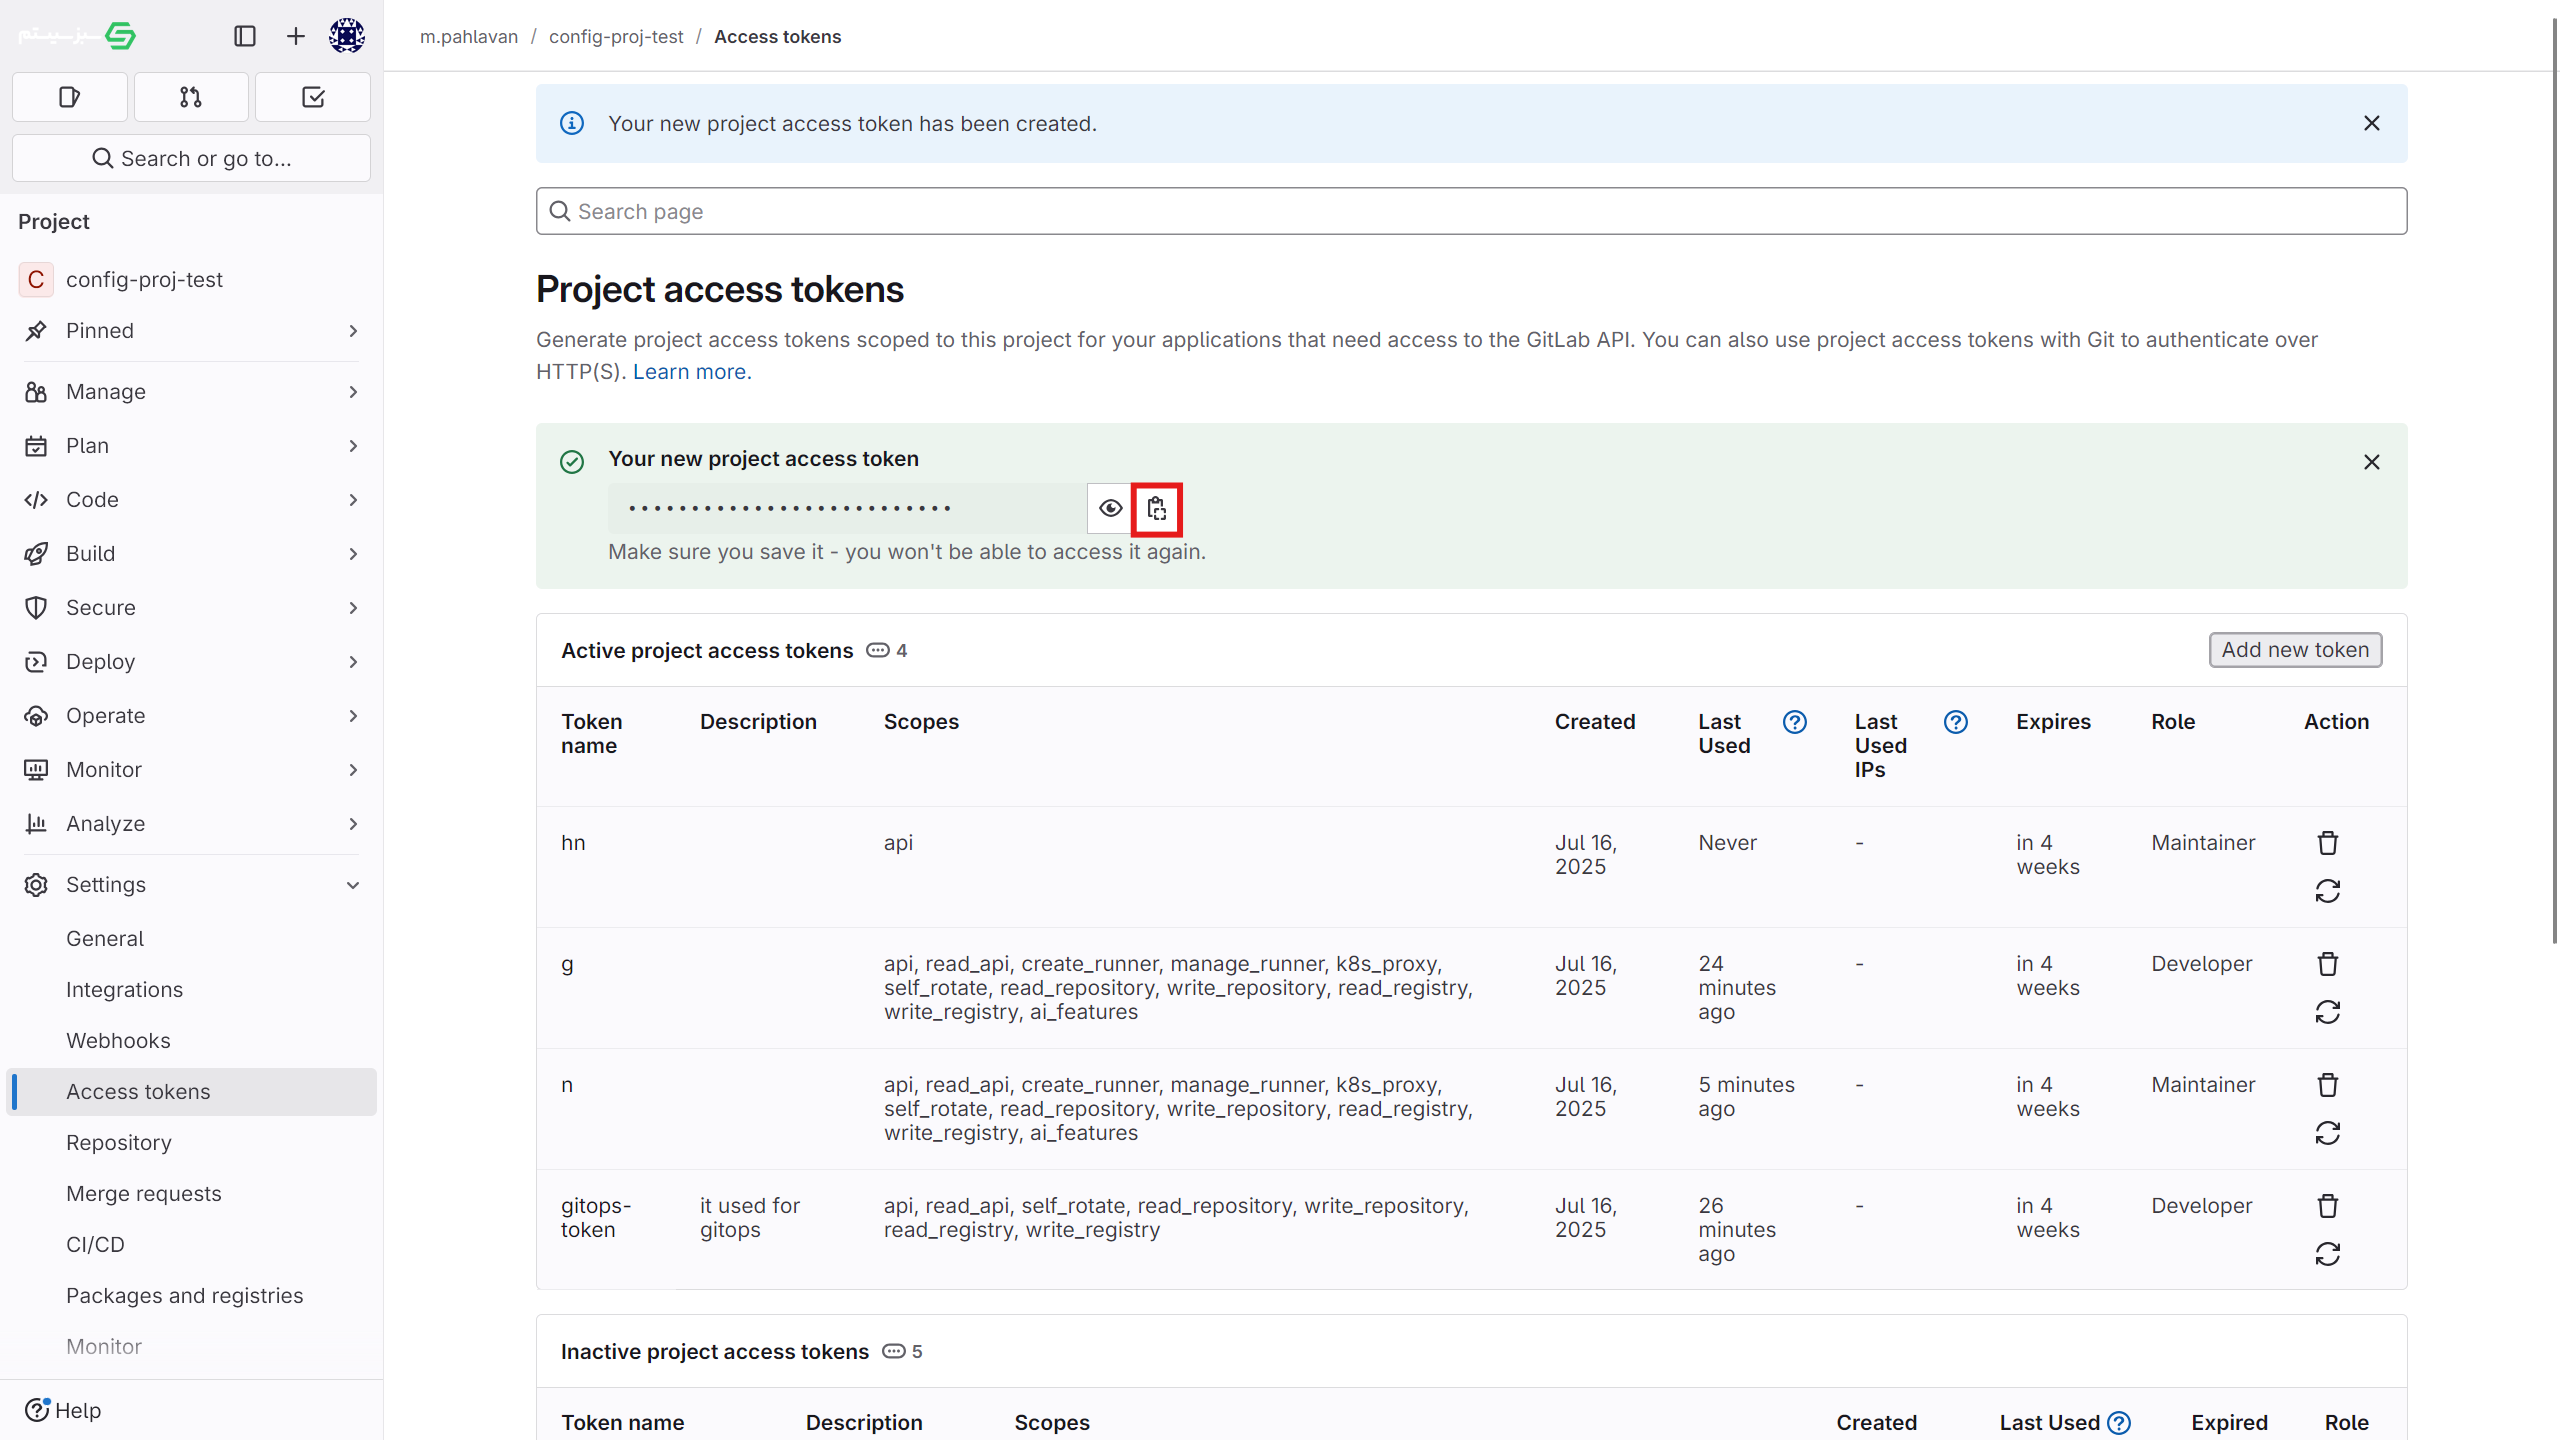 سبزسیستم
Search or go to...
Project
C config-proj-test
Pinned
Manage
Plan
Code
Build
Secure
Deploy
Operate
Monitor
Analyze
Settings
General
Integrations
Webhooks
Access tokens
Repository
Merge requests
CI/CD
Packages and registries
Monitor
Help
m.pahlavan / config-proj-test / Access tokens
Your new project access token has been created.
Search page
Project access tokens
Generate project access tokens scoped to this project for your applications that need access to the GitLab API. You can also use project access tokens with Git to authenticate over
HTTP(S). Learn more.
Your new project access token
••••••••••••••••••••••••••
Make sure you save it - you won't be able to access it again.
Active project access tokens 4
Add new token
Token name Description Scopes Created Last Used Last Used IPs Expires Role Action
hn api Jul 16, 2025 Never - in 4 weeks Maintainer
g api, read_api, create_runner, manage_runner, k8s_proxy, Jul 16, 2025 24 minutes ago - in 4 weeks Developer
self_rotate, read_repository, write_repository, read_registry,
write_registry, ai_features
n api, read_api, create_runner, manage_runner, k8s_proxy, Jul 16, 2025 5 minutes ago - in 4 weeks Maintainer
self_rotate, read_repository, write_repository, read_registry,
write_registry, ai_features
gitops-token it used for gitops api, read_api, self_rotate, read_repository, write_repository, Jul 16, 2025 26 minutes ago - in 4 weeks Developer
read_registry, write_registry
Inactive project access tokens 5
Token name Description Scopes Created Last Used Expired Role